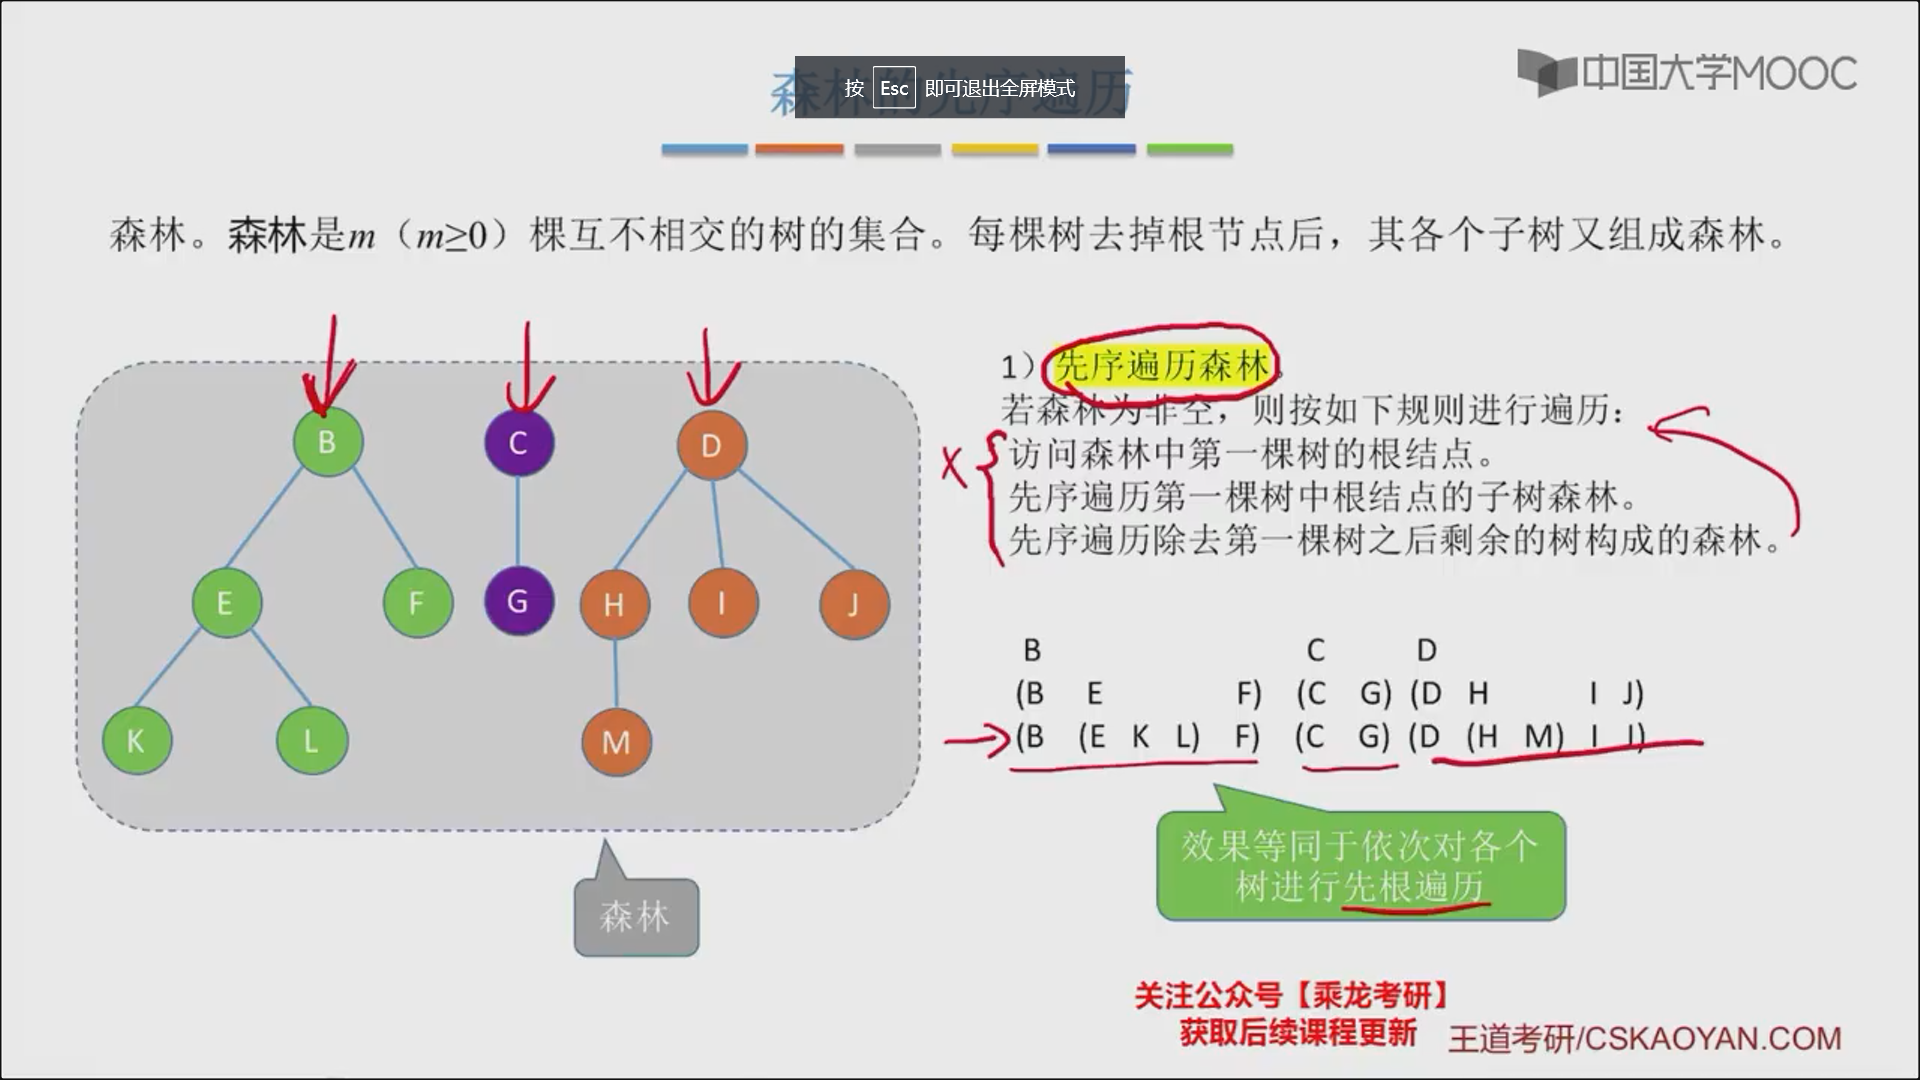 中国大学MOOC
森林的先序遍历
按 Esc 即可退出全屏模式
森林。森林是m（m≥0）棵互不相交的树的集合。每棵树去掉根节点后，其各个子树又组成森林。
1）先序遍历森林。
若森林为非空，则按如下规则进行遍历：
X
访问森林中第一棵树的根结点。
先序遍历第一棵树中根结点的子树森林。
先序遍历除去第一棵树之后剩余的树构成的森林。
B C D
E F G H I J
K L M
森林
B C D
(B E F) (C G) (D H I J)
(B (E K L) F) (C G) (D (H M) I J)
效果等同于依次对各个
树进行先根遍历
关注公众号【乘龙考研】
获取后续课程更新
王道考研/CSKAOYAN.COM